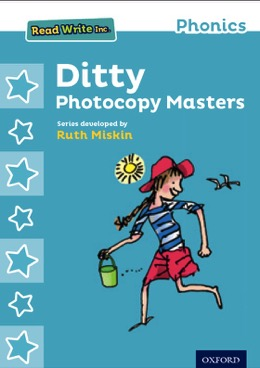 Read Write Inc.
Phonics
Ditty
Photocopy Masters
Series developed by
Ruth Miskin
OXFORD